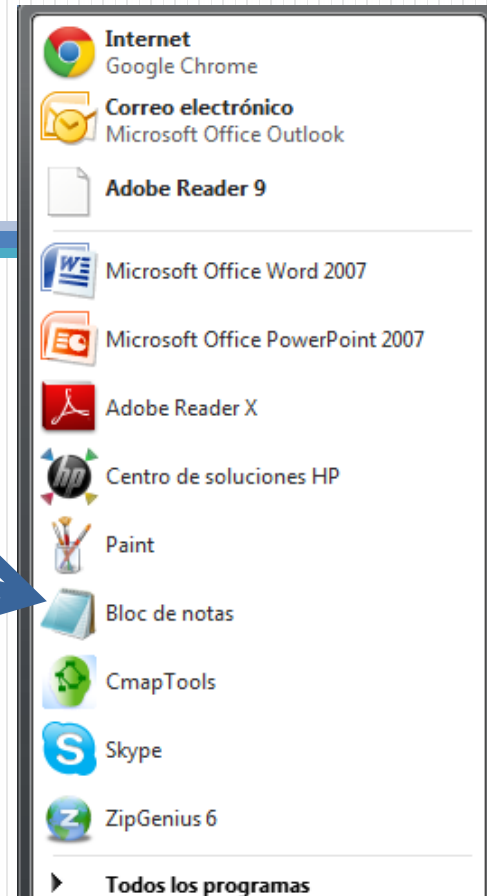 Internet
Google Chrome
Correo electrónico
Microsoft Office Outlook
Adobe Reader 9
Microsoft Office Word 2007
Microsoft Office PowerPoint 2007
Adobe Reader X
Centro de soluciones HP
Paint
Bloc de notas
CmapTools
Skype
ZipGenius 6
Todos los programas